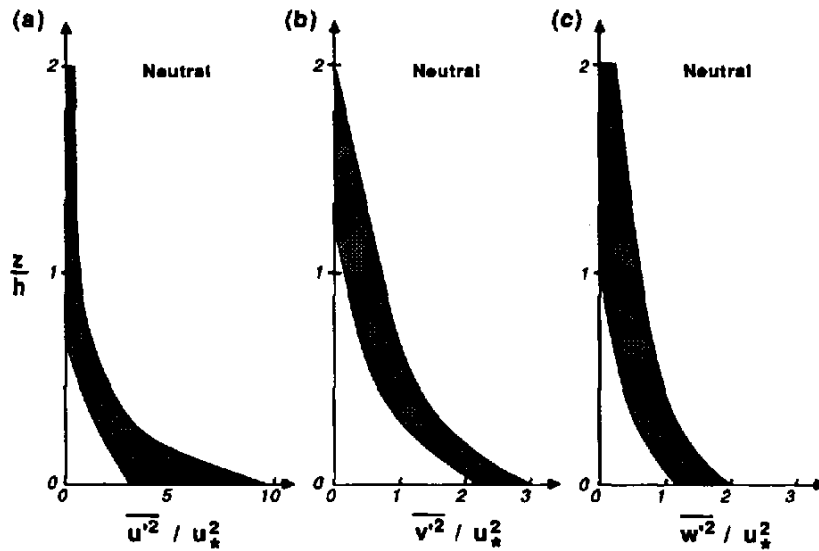 (a) (b) (c)
2 Neutral 2 Neutral 2 Neutral
z/h 1 1 1
0 0 0
0 5 10 0 1 2 3 0 1 2 3
u'² / u*² v'² / u*² w'² / u*²